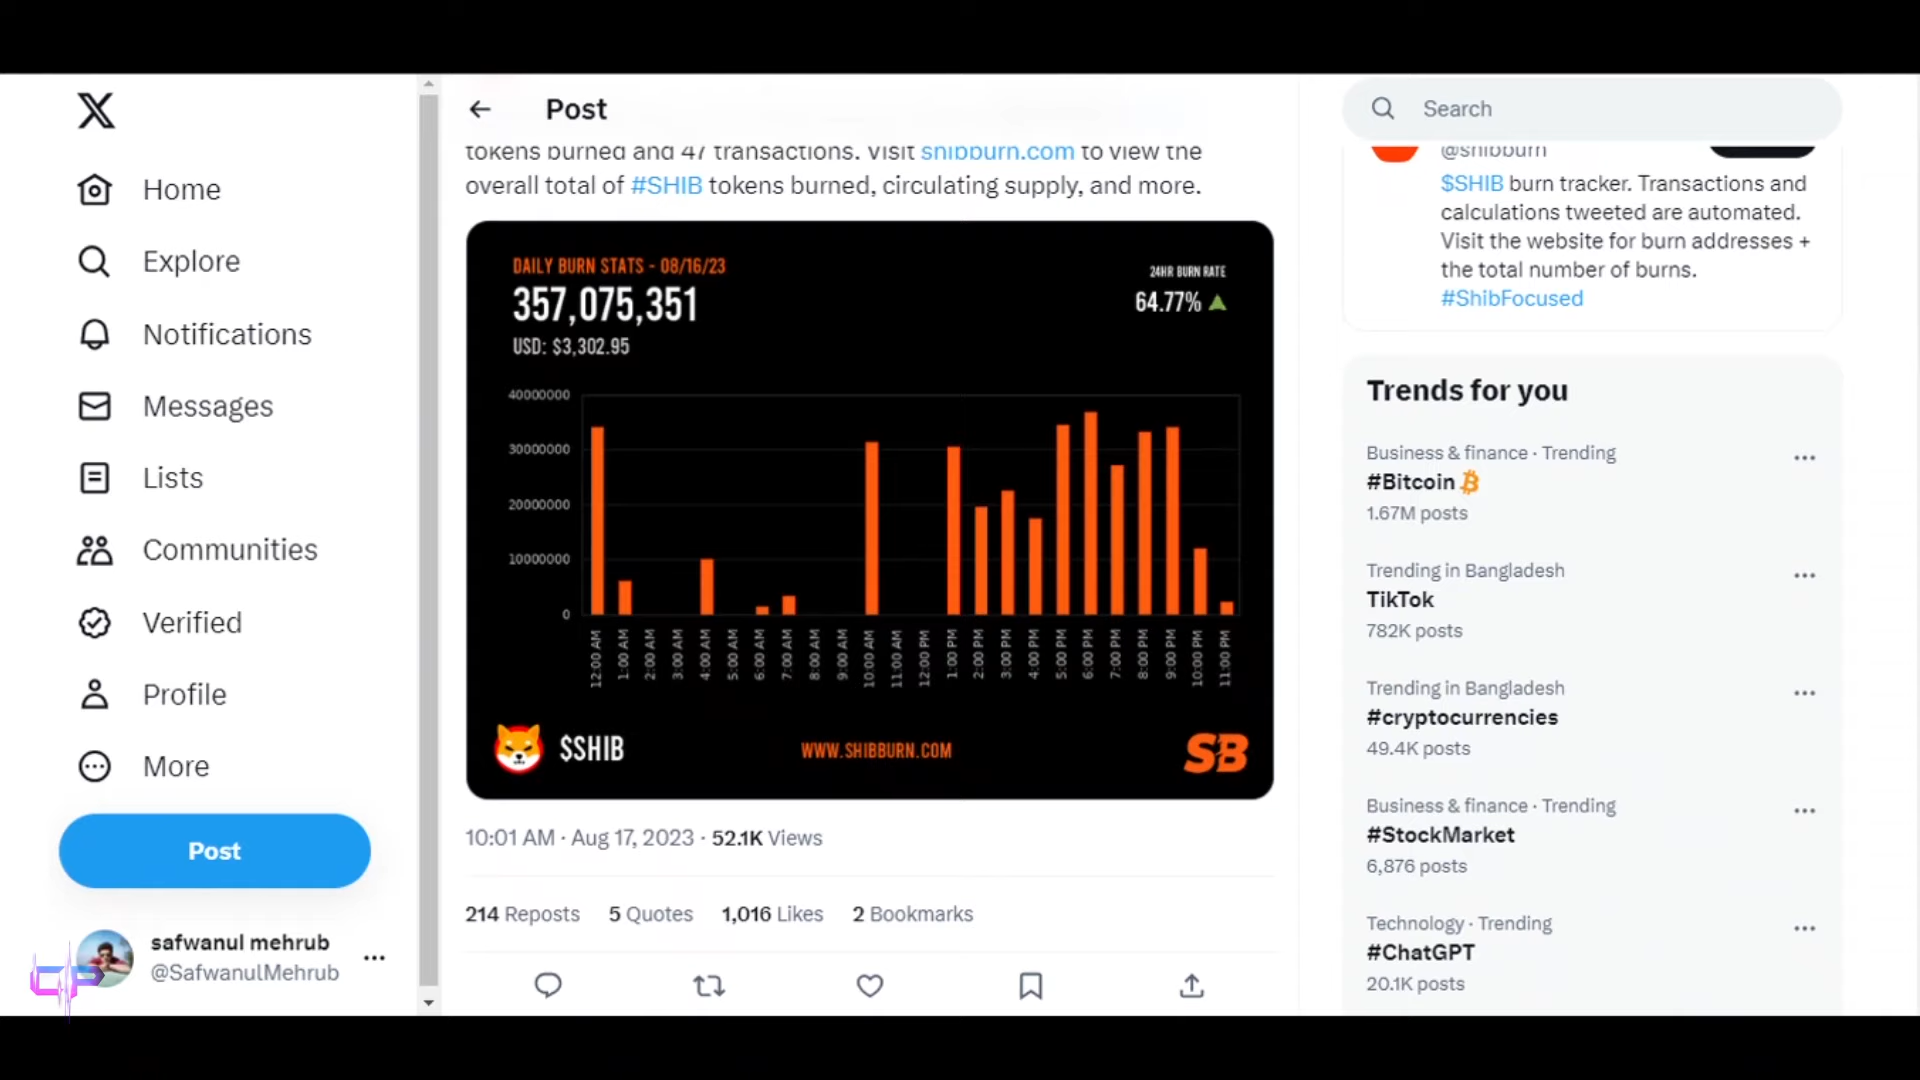 Home
Explore
Notifications
Messages
Lists
Communities
Verified
Profile
More
Post
safwanul mehrub
@SafwanulMehrub
CP
Post
tokens burned and 47 transactions. Visit shibburn.com to view the
overall total of #SHIB tokens burned, circulating supply, and more.
DAILY BURN STATS - 08/16/23
357,075,351
USD: $3,302.95
24HR BURN RATE
64.77%
40000000
30000000
20000000
10000000
0
12:00 AM
1:00 AM
2:00 AM
3:00 AM
4:00 AM
5:00 AM
6:00 AM
7:00 AM
8:00 AM
9:00 AM
10:00 AM
11:00 AM
12:00 PM
1:00 PM
2:00 PM
3:00 PM
4:00 PM
5:00 PM
6:00 PM
7:00 PM
8:00 PM
9:00 PM
10:00 PM
11:00 PM
$SHIB
WWW.SHIBBURN.COM
SB
10:01 AM · Aug 17, 2023 · 52.1K Views
214 Reposts 5 Quotes 1,016 Likes 2 Bookmarks
Search
@shibburn
$SHIB burn tracker. Transactions and
calculations tweeted are automated.
Visit the website for burn addresses +
the total number of burns.
#ShibFocused
Trends for you
Business & finance · Trending
#Bitcoin
1.67M posts
Trending in Bangladesh
TikTok
782K posts
Trending in Bangladesh
#cryptocurrencies
49.4K posts
Business & finance · Trending
#StockMarket
6,876 posts
Technology · Trending
#ChatGPT
20.1K posts